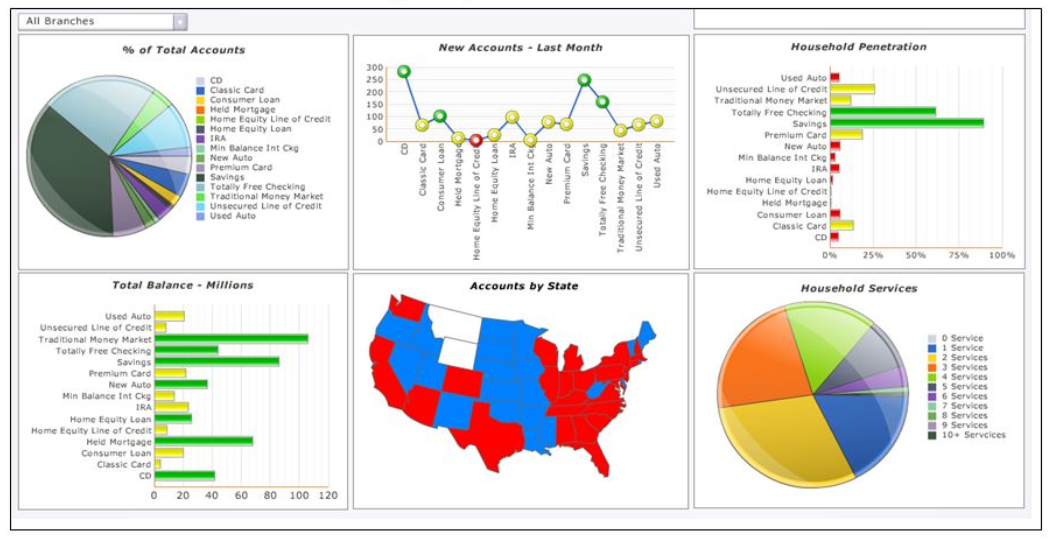 All Branches
% of Total Accounts
CD
Classic Card
Consumer Loan
Held Mortgage
Home Equity Line of Credit
Home Equity Loan
IRA
Min Balance Int Ckg
New Auto
Premium Card
Savings
Totally Free Checking
Traditional Money Market
Unsecured Line of Credit
Used Auto
New Accounts - Last Month
300
250
200
150
100
50
0
CD
Classic Card
Consumer Loan
Held Mortgage
Home Equity Line of Cred
Home Equity Loan
IRA
Min Balance Int Ckg
New Auto
Premium Card
Savings
Totally Free Checking
Traditional Money Market
Unsecured Line of Credit
Used Auto
Household Penetration
Used Auto
Unsecured Line of Credit
Traditional Money Market
Totally Free Checking
Savings
Premium Card
New Auto
Min Balance Int Ckg
IRA
Home Equity Loan
Home Equity Line of Credit
Held Mortgage
Consumer Loan
Classic Card
CD
0% 25% 50% 75% 100%
Total Balance - Millions
Used Auto
Unsecured Line of Credit
Traditional Money Market
Totally Free Checking
Savings
Premium Card
New Auto
Min Balance Int Ckg
IRA
Home Equity Loan
Home Equity Line of Credit
Held Mortgage
Consumer Loan
Classic Card
CD
0 20 40 60 80 100 120
Accounts by State
Household Services
0 Service
1 Service
2 Services
3 Services
4 Services
5 Services
6 Services
7 Services
8 Services
9 Services
10+ Servcices